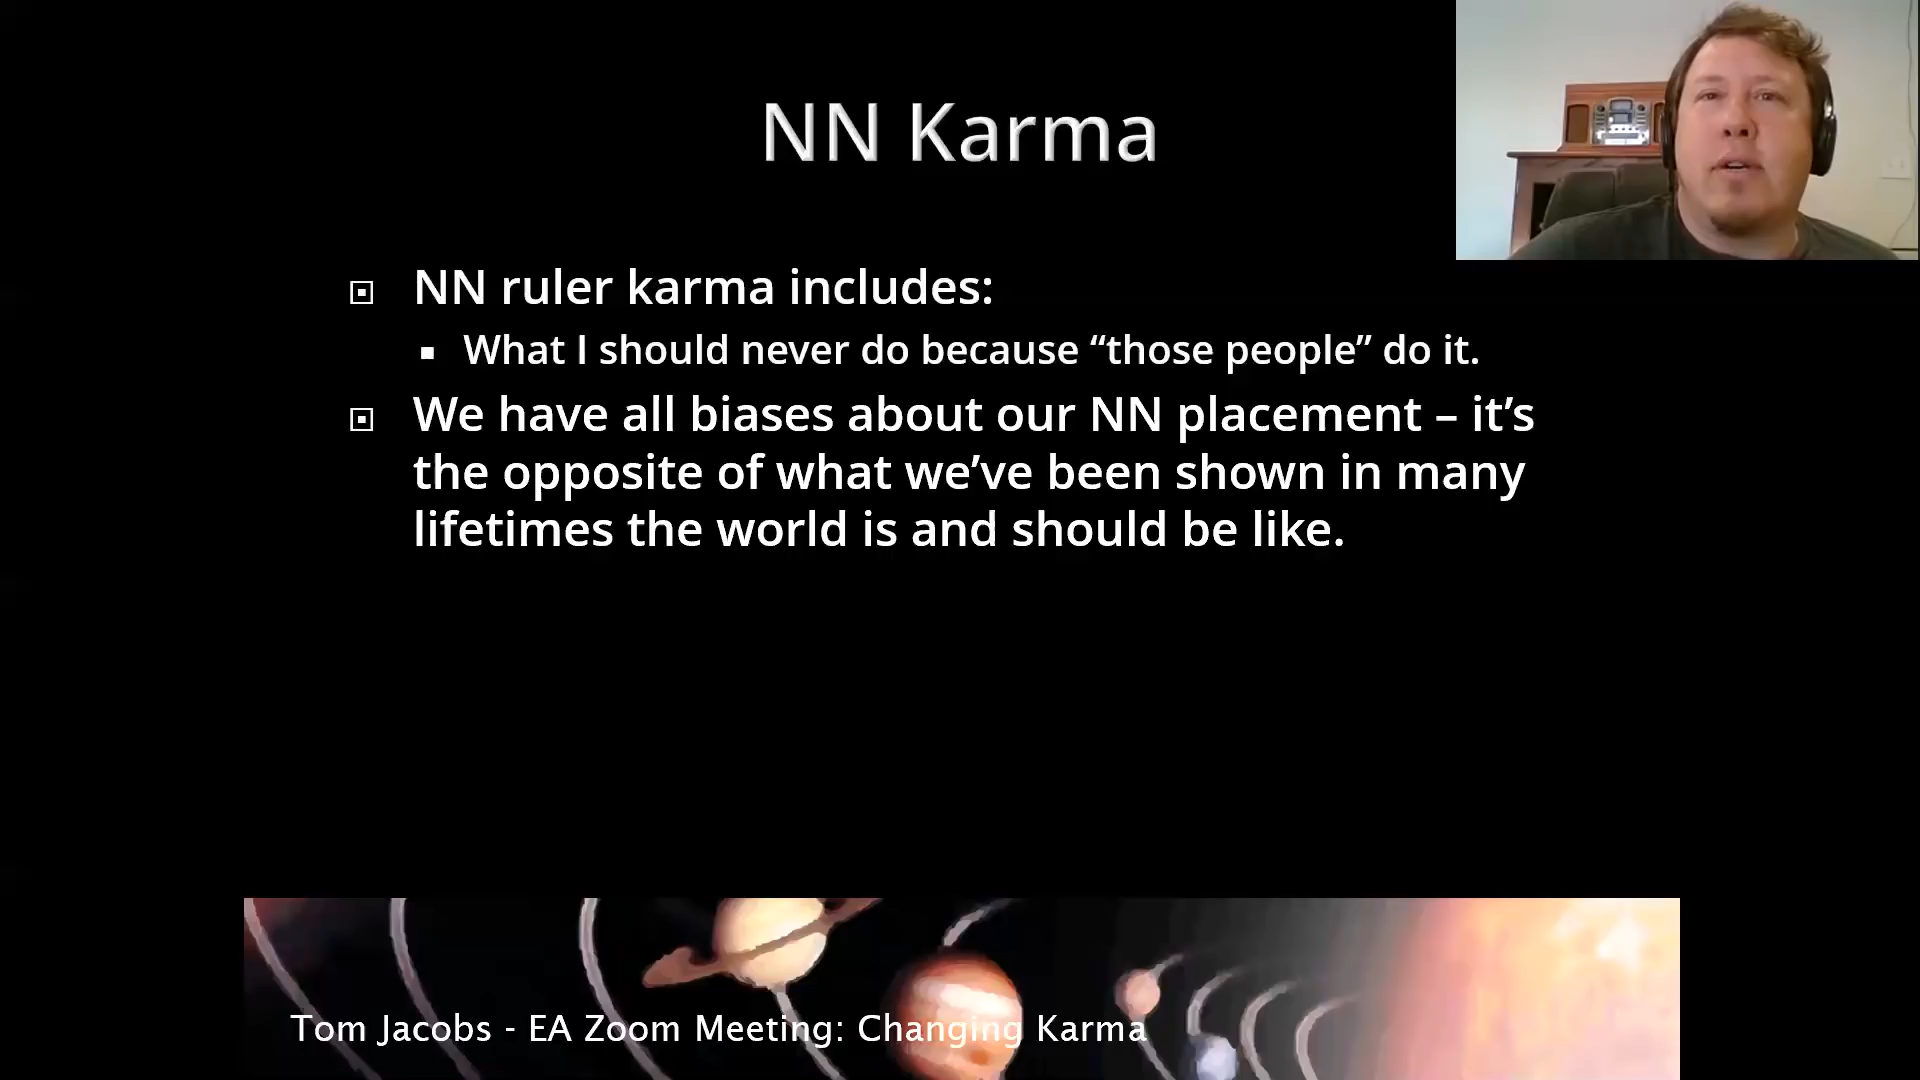 NN Karma
NN ruler karma includes:
What I should never do because “those people” do it.
We have all biases about our NN placement – it’s
the opposite of what we’ve been shown in many
lifetimes the world is and should be like.
Tom Jacobs - EA Zoom Meeting: Changing Karma